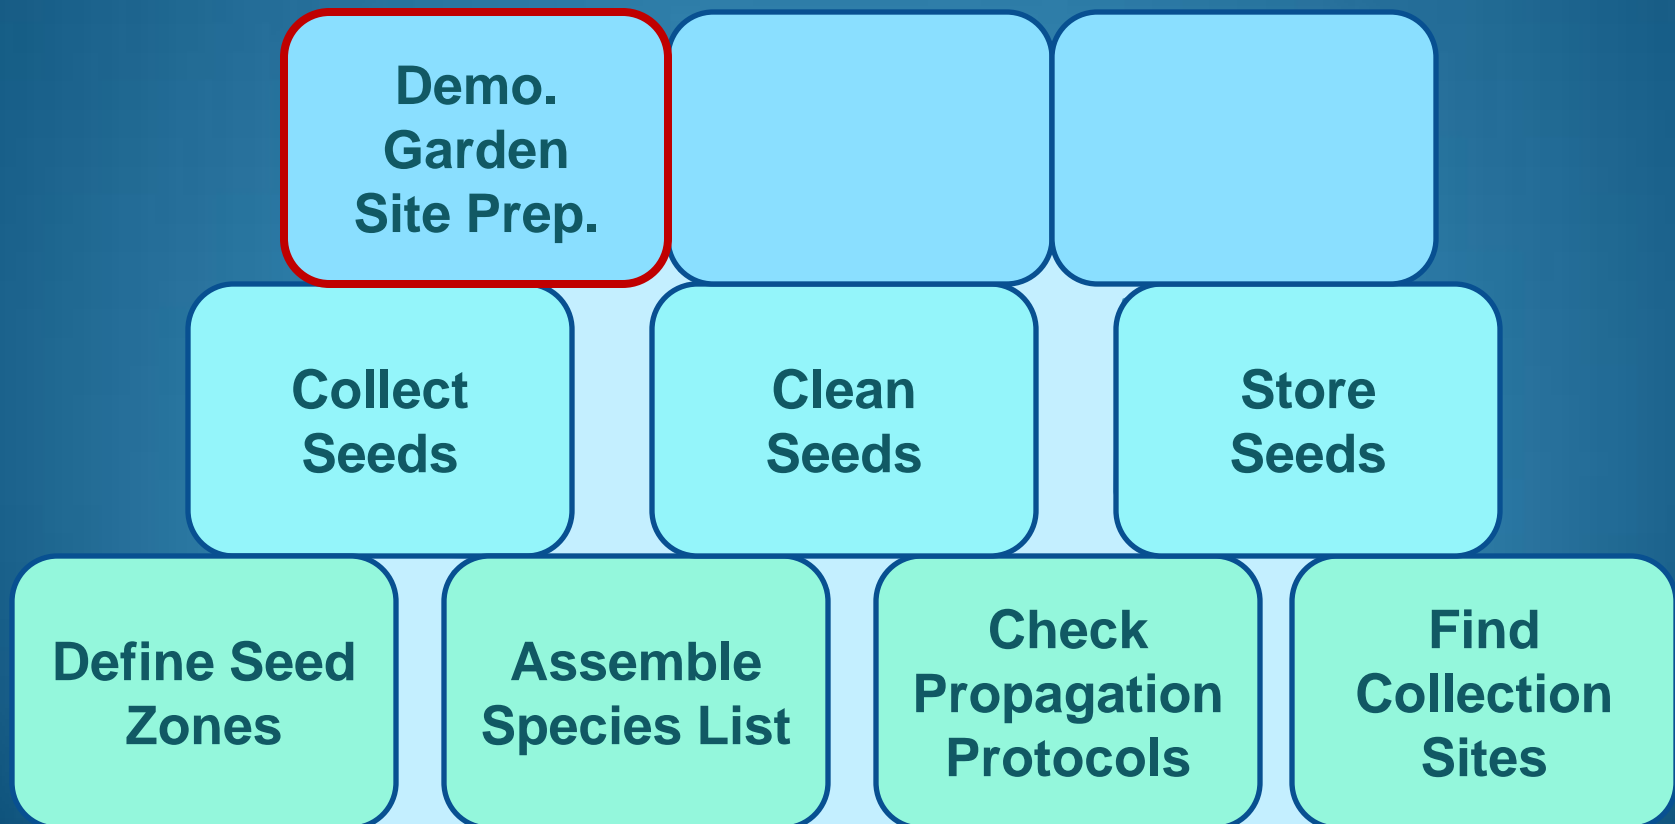 Demo.
Garden
Site Prep.
Collect
Seeds
Clean
Seeds
Store
Seeds
Define Seed
Zones
Assemble
Species List
Check
Propagation
Protocols
Find
Collection
Sites